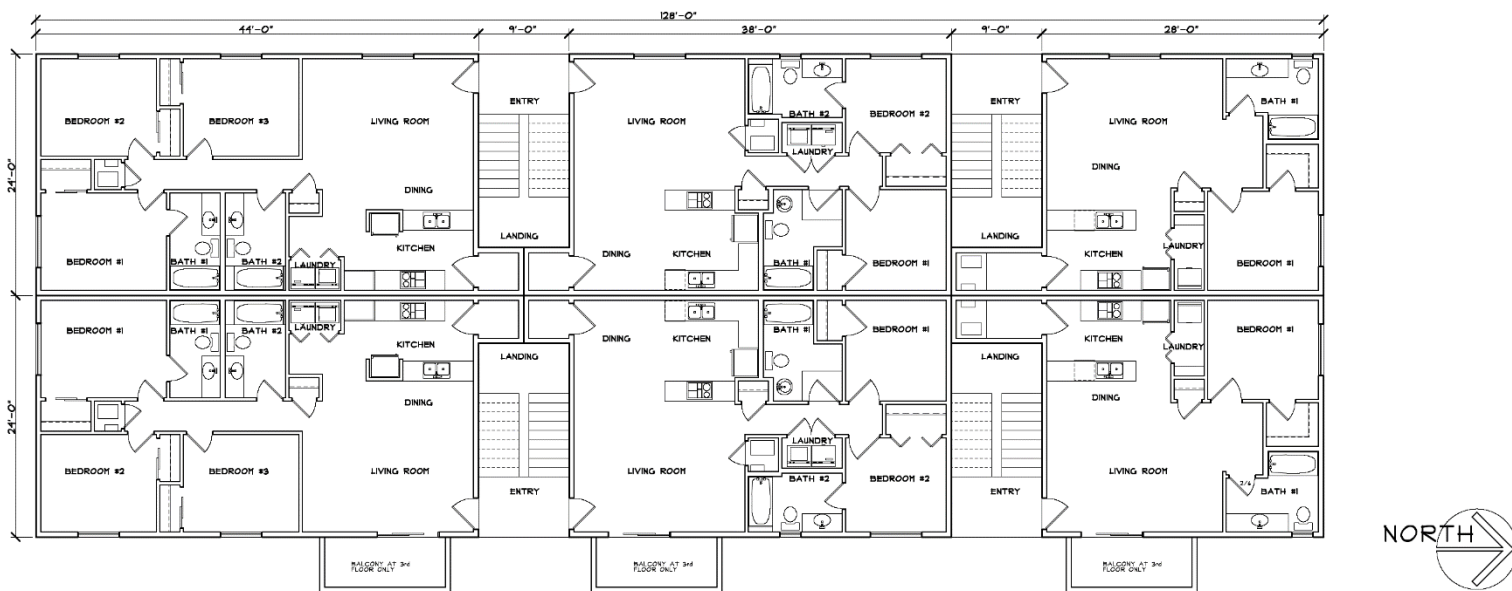 128'-0"
44'-0"
9'-0"
38'-0"
9'-0"
28'-0"
24'-0"
24'-0"
BEDROOM #2
BEDROOM #3
LIVING ROOM
ENTRY
LIVING ROOM
BATH #2
BEDROOM #2
LAUNDRY
ENTRY
LIVING ROOM
BATH #1
DINING
DINING
LANDING
KITCHEN
LANDING
BEDROOM #1
BATH #1
BATH #2
LAUNDRY
KITCHEN
DINING
BATH #1
BEDROOM #1
KITCHEN
LAUNDRY
BEDROOM #1
BEDROOM #1
BATH #1
BATH #2
LAUNDRY
KITCHEN
LANDING
DINING
KITCHEN
BATH #1
BEDROOM #1
LANDING
KITCHEN
LAUNDRY
BEDROOM #1
DINING
DINING
BEDROOM #2
BEDROOM #3
LIVING ROOM
ENTRY
LIVING ROOM
LAUNDRY
BATH #2
BEDROOM #2
ENTRY
LIVING ROOM
2/6
BATH #1
BALCONY AT 3rd
FLOOR ONLY
BALCONY AT 3rd
FLOOR ONLY
BALCONY AT 3rd
FLOOR ONLY
NORTH